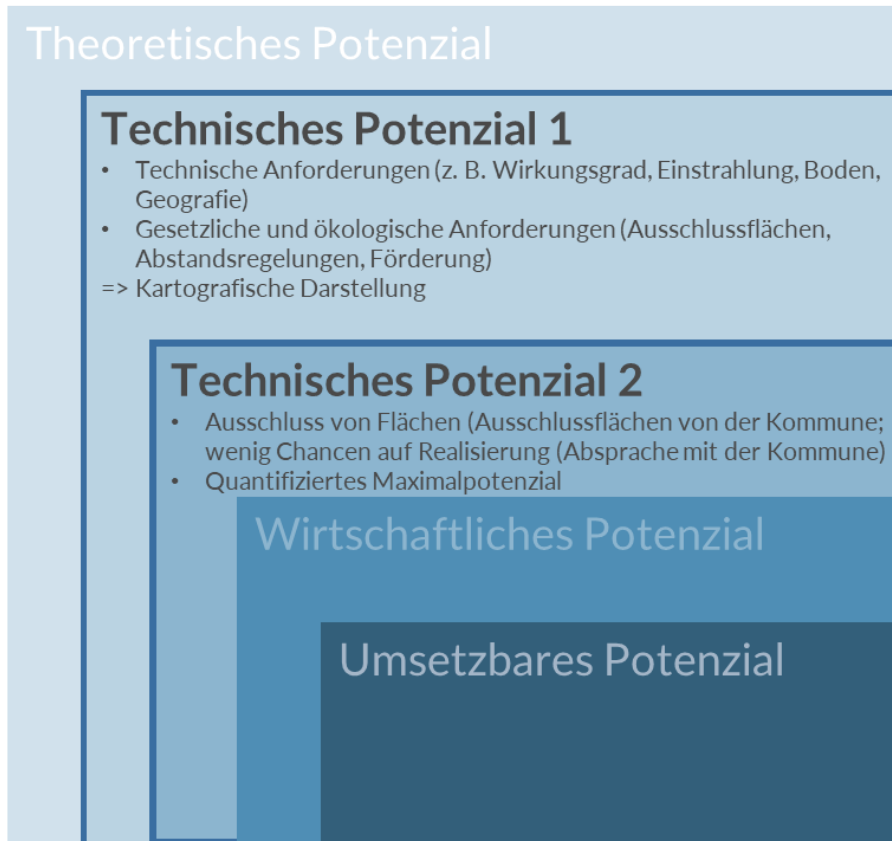 Theoretisches Potenzial
Technisches Potenzial 1
• Technische Anforderungen (z. B. Wirkungsgrad, Einstrahlung, Boden,
Geografie)
• Gesetzliche und ökologische Anforderungen (Ausschlussflächen,
Abstandsregelungen, Förderung)
=> Kartografische Darstellung
Technisches Potenzial 2
• Ausschluss von Flächen (Ausschlussflächen von der Kommune;
wenig Chancen auf Realisierung (Absprache mit der Kommune)
• Quantifiziertes Maximalpotenzial
Wirtschaftliches Potenzial
Umsetzbares Potenzial